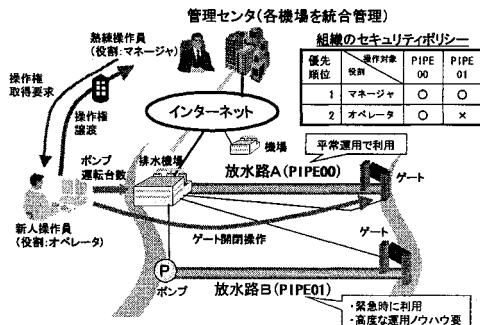 管理センタ(各機場を統合管理)
熟練操作員
(役割:マネージャ)
組織のセキュリティポリシー
優先
順位
操作対象
役割
PIPE
00
PIPE
01
1 マネージャ ○ ○
2 オペレータ ○ ×
操作権
取得要求
操作権
譲渡
インターネット
機場
平常運用で利用
ポンプ
運転台数
排水機場
放水路A(PIPE00)
ゲート
新人操作員
(役割:オペレータ)
ゲート開閉操作
ゲート
P
ポンプ
放水路B(PIPE01)
・緊急時に利用
・高度な運用ノウハウ要